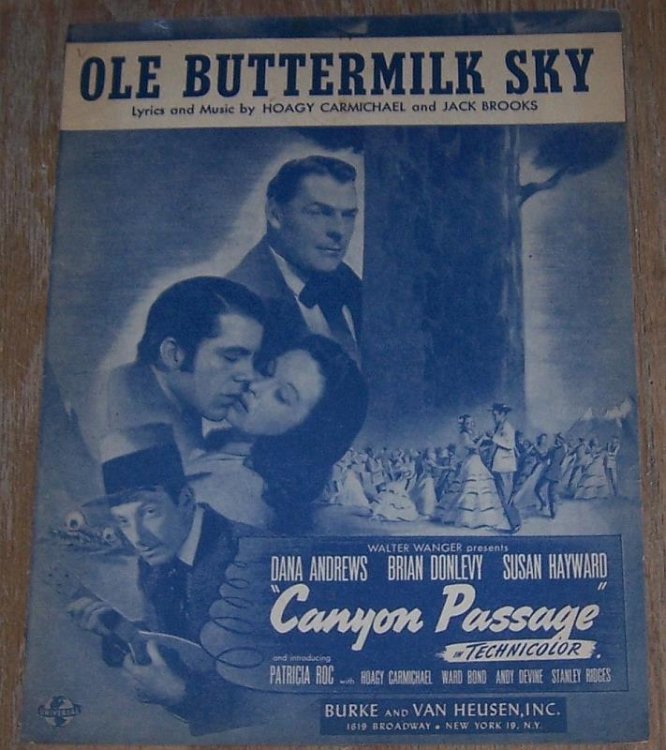 OLE BUTTERMILK SKY
Lyrics and Music by HOAGY CARMICHAEL and JACK BROOKS
WALTER WANGER presents
DANA ANDREWS BRIAN DONLEVY SUSAN HAYWARD
"Canyon Passage"
IN TECHNICOLOR
and introducing
PATRICIA ROC with HOAGY CARMICHAEL WARD BOND ANDY DEVINE STANLEY RIDGES
UNIVERSAL
BURKE AND VAN HEUSEN, INC.
1619 BROADWAY • NEW YORK 19, N.Y.